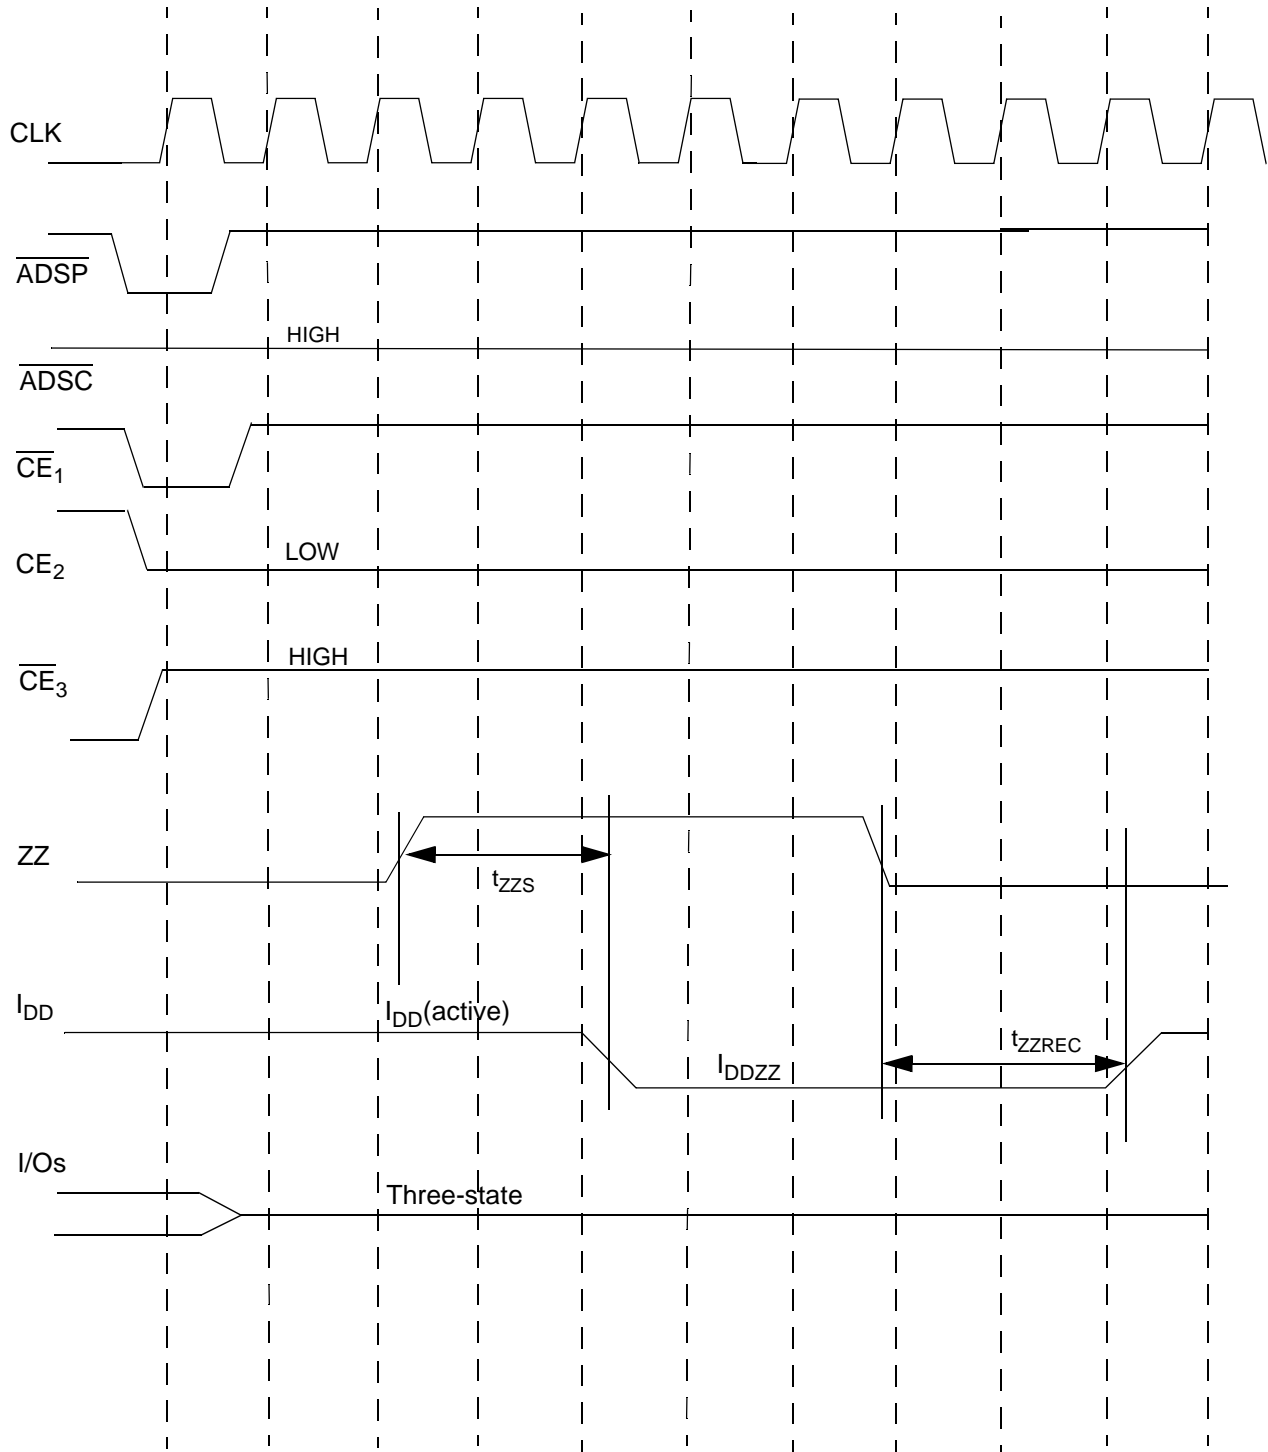 CLK
ADSP
HIGH
ADSC
CE1
LOW
CE2
HIGH
CE3
ZZ
tZZS
IDD
IDD(active)
tZZREC
IDDZZ
I/Os
Three-state